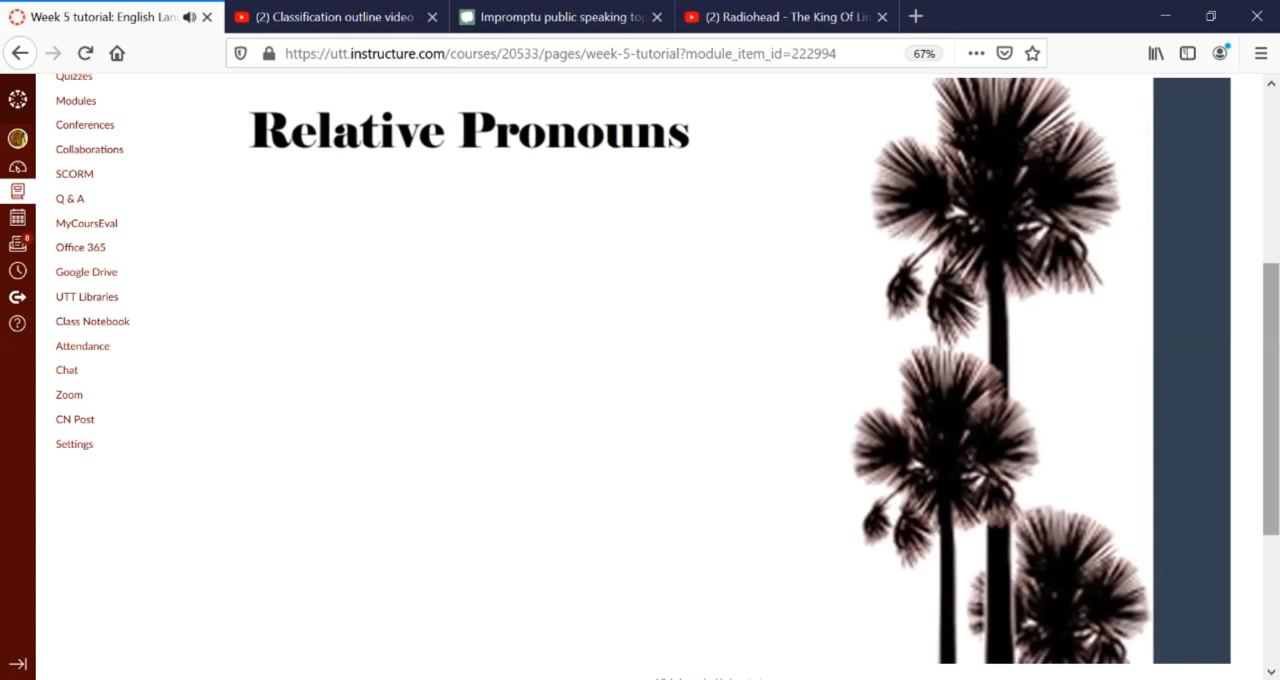 Week 5 tutorial: English Lan
(2) Classification outline video
Impromptu public speaking to
(2) Radiohead - The King Of Li
https://utt.instructure.com/courses/20533/pages/week-5-tutorial?module_item_id=222994
67%
Quizzes
Modules
Conferences
Collaborations
SCORM
Q & A
MyCoursEval
Office 365
Google Drive
UTT Libraries
Class Notebook
Attendance
Chat
Zoom
CN Post
Settings
8
Relative Pronouns